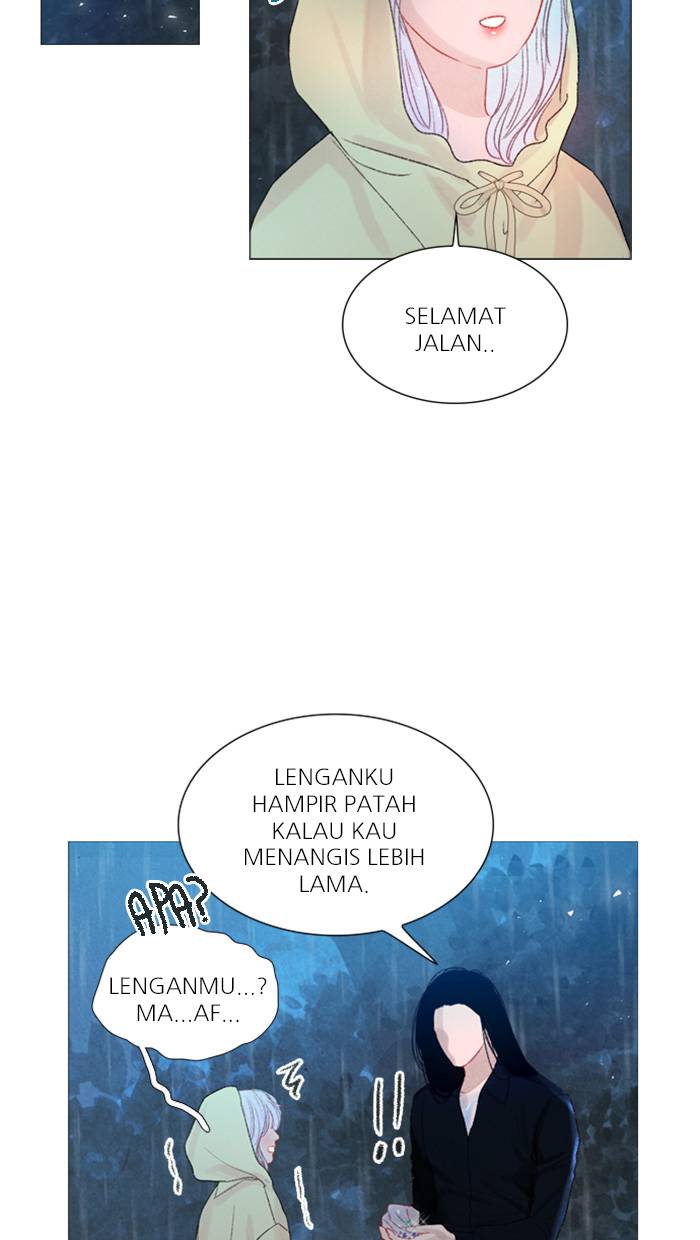 SELAMAT
JALAN..
LENGANKU
HAMPIR PATAH
KALAU KAU
MENANGIS LEBIH
LAMA.
APA?
LENGANMU...?
MA...AF...
!!